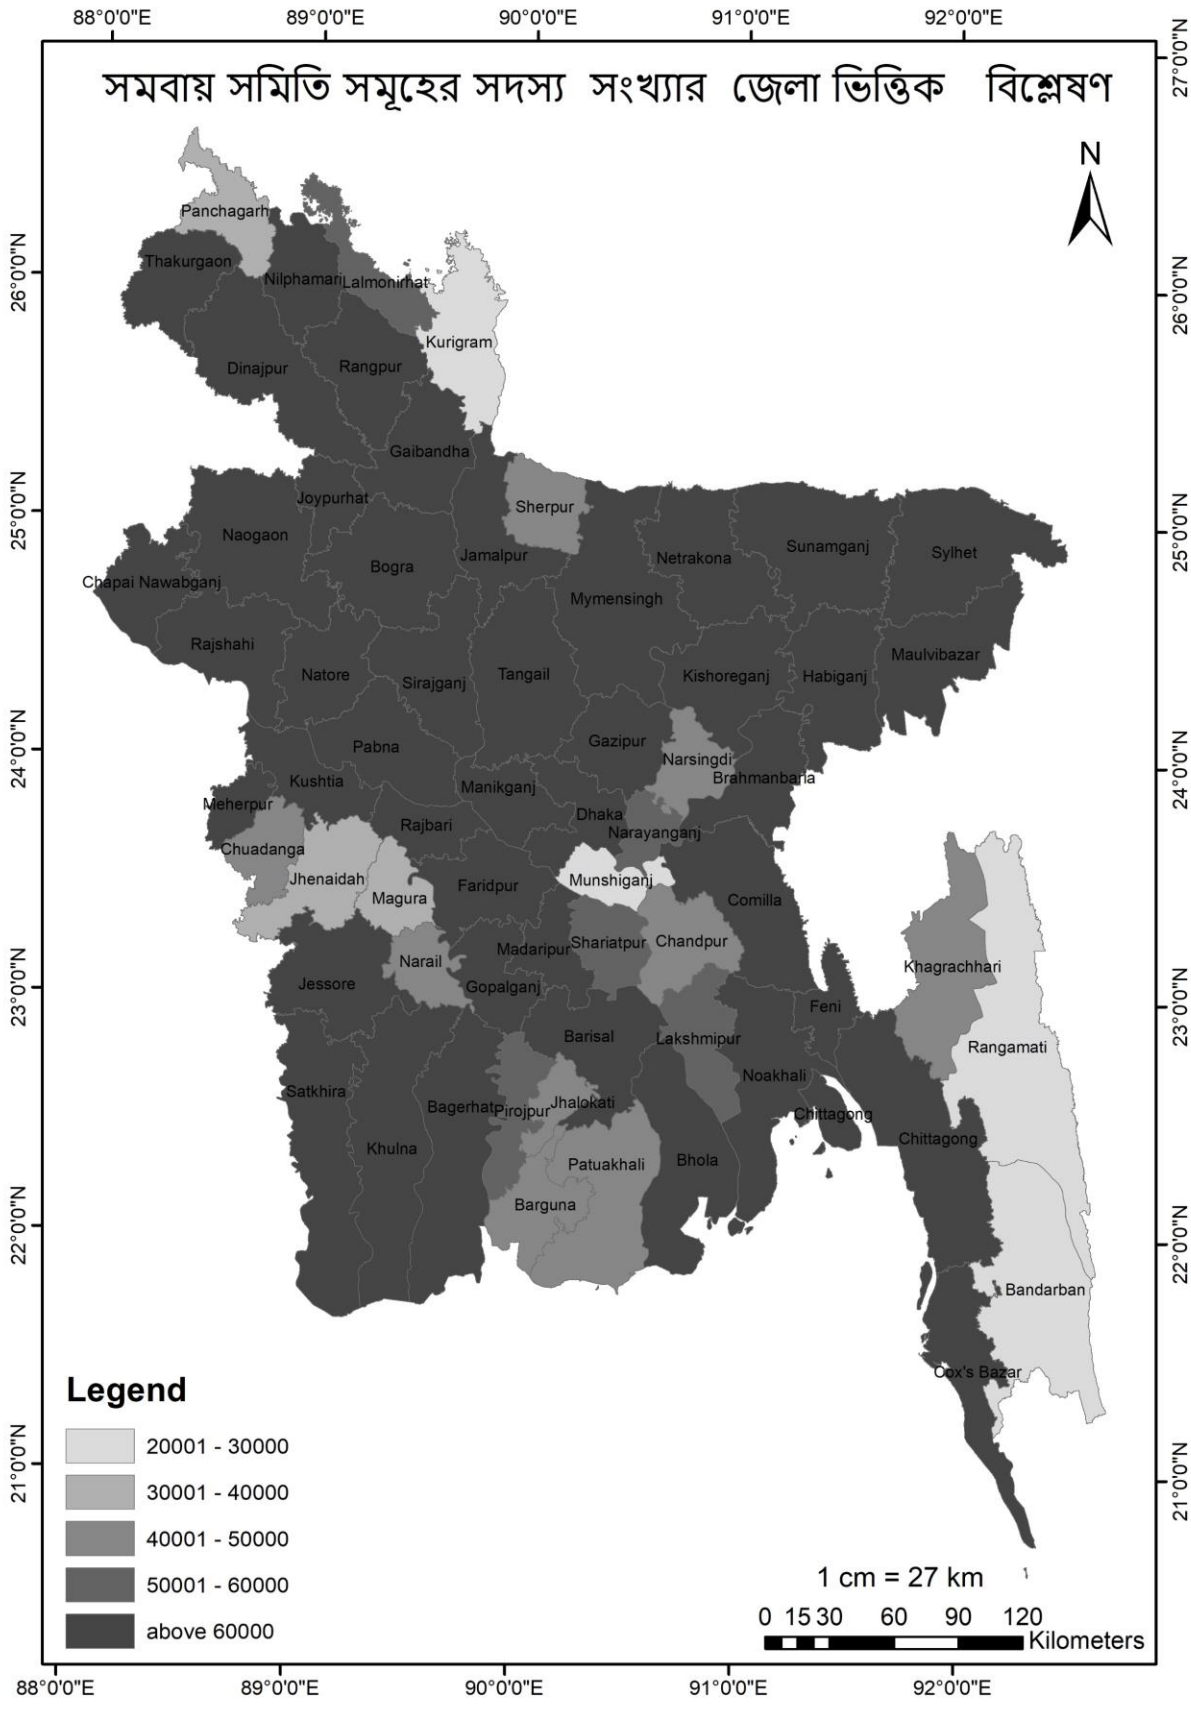 88°0'0"E 89°0'0"E 90°0'0"E 91°0'0"E 92°0'0"E
27°0'0"N
সমবায় সমিতি সমূহের সদস্য সংখ্যার জেলা ভিত্তিক বিশ্লেষণ
N
Panchagarh
26°0'0"N
Thakurgaon
Nilphamari
Lalmonirhat
26°0'0"N
Kurigram
Dinajpur
Rangpur
Gaibandha
25°0'0"N
Joypurhat
Sherpur
25°0'0"N
Naogaon
Bogra
Jamalpur
Netrakona
Sunamganj
Sylhet
Chapai Nawabganj
Mymensingh
Rajshahi
Natore
Sirajganj
Tangail
Kishoreganj
Habiganj
Maulvibazar
24°0'0"N
Pabna
Gazipur
Narsingdi
24°0'0"N
Kushtia
Manikganj
Brahmanbaria
Meherpur
Rajbari
Dhaka
Narayanganj
Chuadanga
Jhenaidah
Magura
Faridpur
Munshiganj
Comilla
Narail
Madaripur
Shariatpur
Chandpur
Khagrachhari
23°0'0"N
Jessore
Gopalganj
Feni
23°0'0"N
Barisal
Lakshmipur
Rangamati
Satkhira
Bagerhat
Pirojpur
Jhalokati
Noakhali
Chittagong
Khulna
Patuakhali
Bhola
Chittagong
22°0'0"N
Barguna
22°0'0"N
Bandarban
Cox's Bazar
Legend
20001 - 30000
21°0'0"N
30001 - 40000
21°0'0"N
40001 - 50000
50001 - 60000
1 cm = 27 km
above 60000
0 15 30 60 90 120
Kilometers
88°0'0"E 89°0'0"E 90°0'0"E 91°0'0"E 92°0'0"E